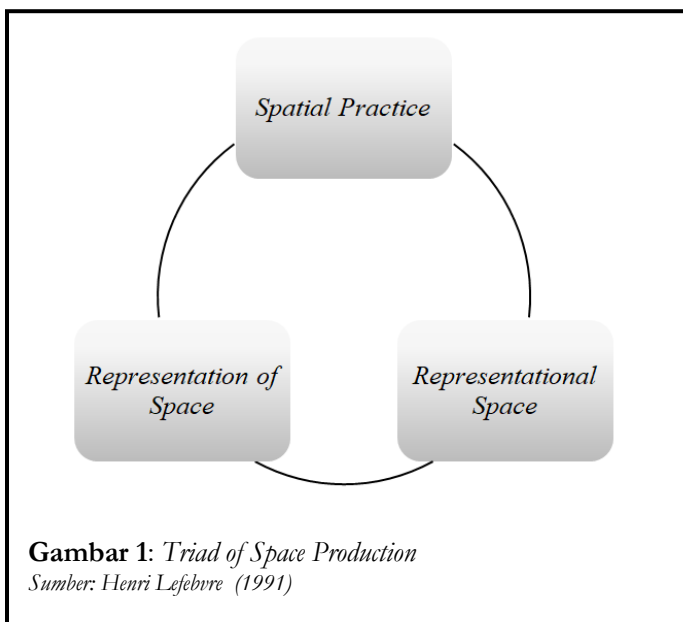 Spatial Practice
Representation of
Space
Representational
Space
Gambar 1: Triad of Space Production
Sumber: Henri Lefebvre (1991)